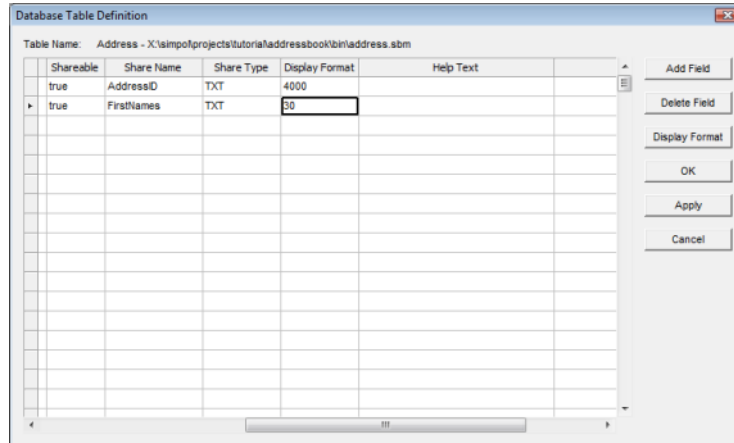 Database Table Definition
Table Name: Address - X:\simpol\projects\tutorial\addressbook\bin\address.sbm
Shareable Share Name Share Type Display Format Help Text
true AddressID TXT 4000
true FirstNames TXT 30
Add Field
Delete Field
Display Format
OK
Apply
Cancel